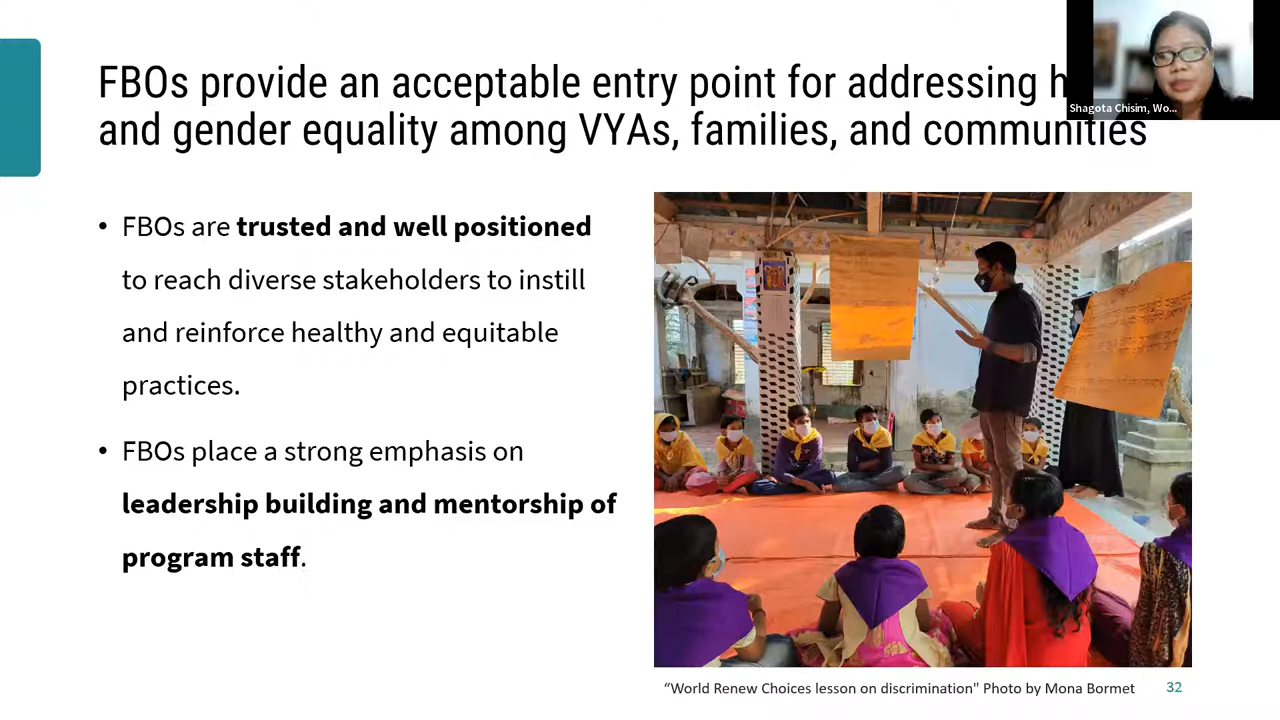 FBOs provide an acceptable entry point for addressing
and gender equality among VYAs, families, and communities
Shagota Chisim, Wo...
• FBOs are trusted and well positioned
to reach diverse stakeholders to instill
and reinforce healthy and equitable
practices.
• FBOs place a strong emphasis on
leadership building and mentorship of
program staff.
“World Renew Choices lesson on discrimination" Photo by Mona Bormet
32